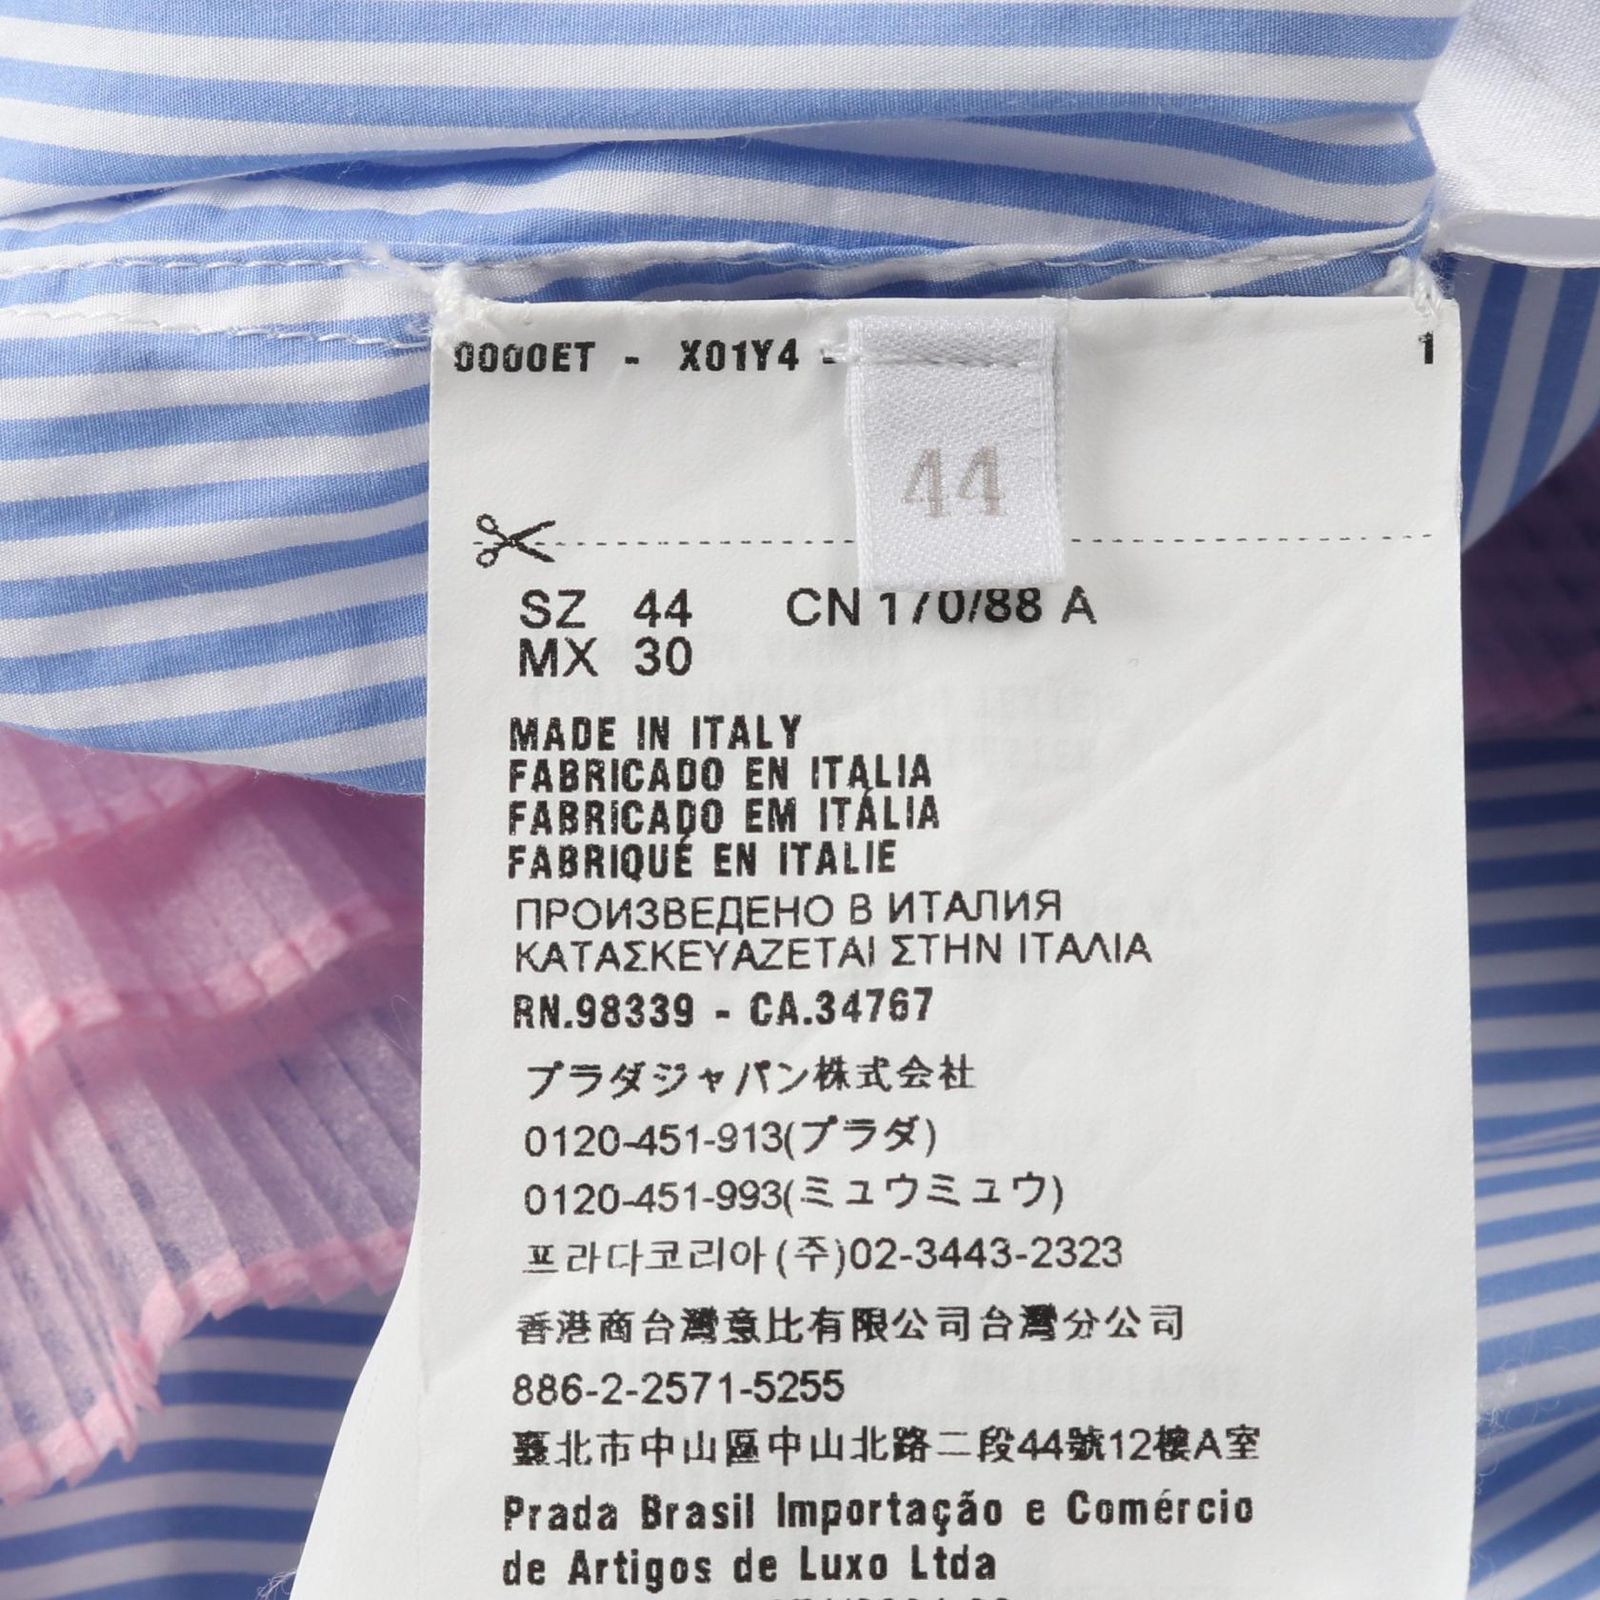 0000ET - X01Y4 - 1
44
SZ 44 CN 170/88 A
MX 30
MADE IN ITALY
FABRICADO EN ITALIA
FABRICADO EM ITÁLIA
FABRIQUÉ EN ITALIE
ПРОИЗВЕДЕНО В ИТАЛИЯ
ΚΑΤΑΣΚΕΥΑΖΕΤΑΙ ΣΤΗΝ ΙΤΑΛΙΑ
RN.98339 - CA.34767
プラダジャパン株式会社
0120-451-913(プラダ)
0120-451-993(ミュウミュウ)
프라다코리아(주)02-3443-2323
香港商台灣意比有限公司台灣分公司
886-2-2571-5255
臺北市中山區中山北路二段44號12樓A室
Prada Brasil Importação e Comércio
de Artigos de Luxo Ltda